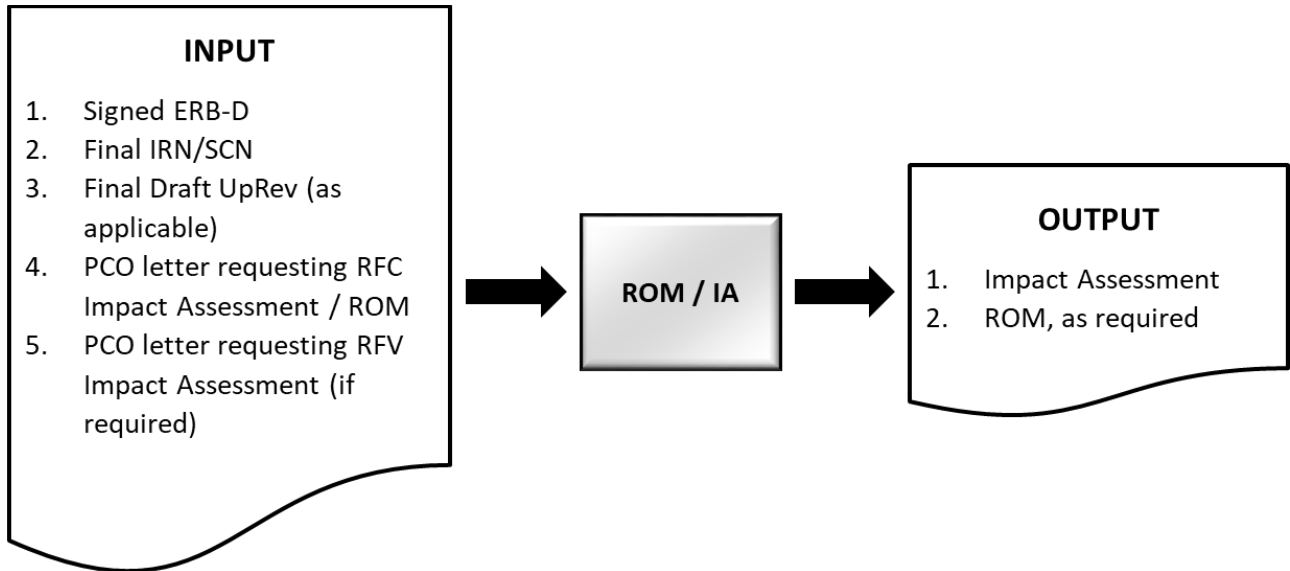 INPUT
1. Signed ERB-D
2. Final IRN/SCN
3. Final Draft UpRev (as
applicable)
4. PCO letter requesting RFC
Impact Assessment / ROM
5. PCO letter requesting RFV
Impact Assessment (if
required)
ROM / IA
OUTPUT
1. Impact Assessment
2. ROM, as required